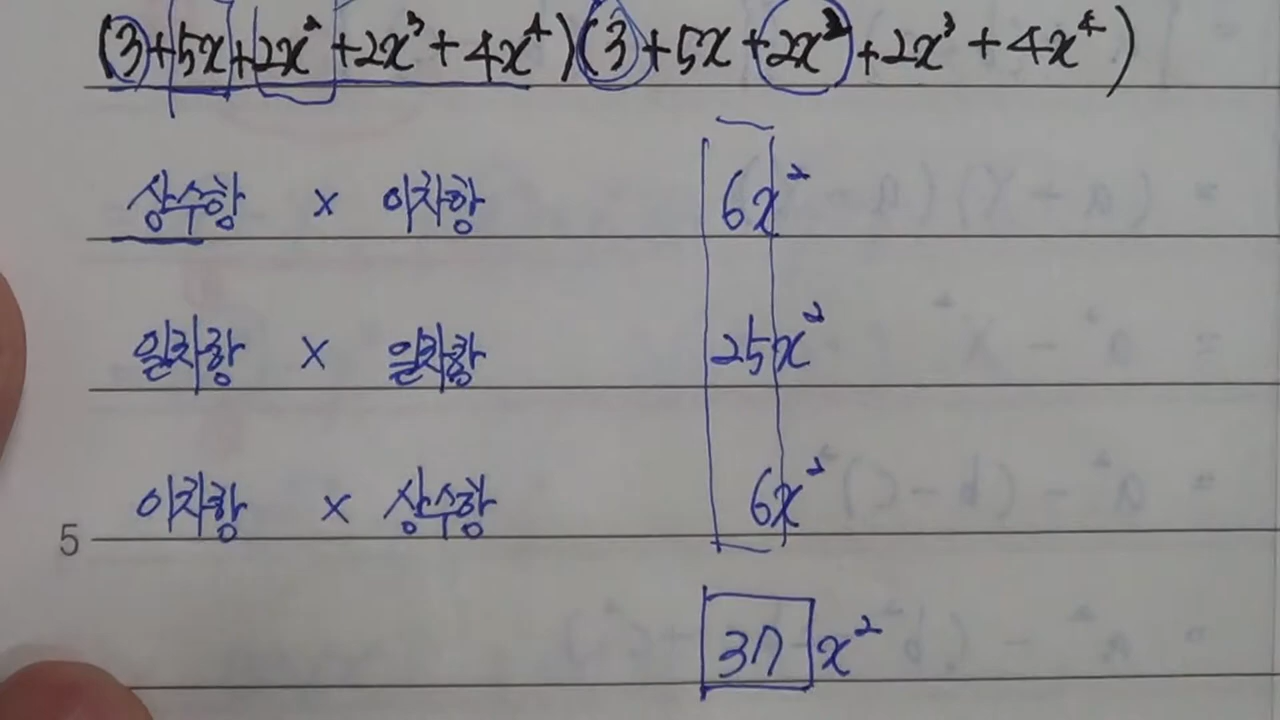 (3+5x+2x²+2x³+4x⁴)(3+5x+2x²+2x³+4x⁴)
상수항 × 이차항 6x²
일차항 × 일차항 25x²
이차항 × 상수항 6x²
5
37x²